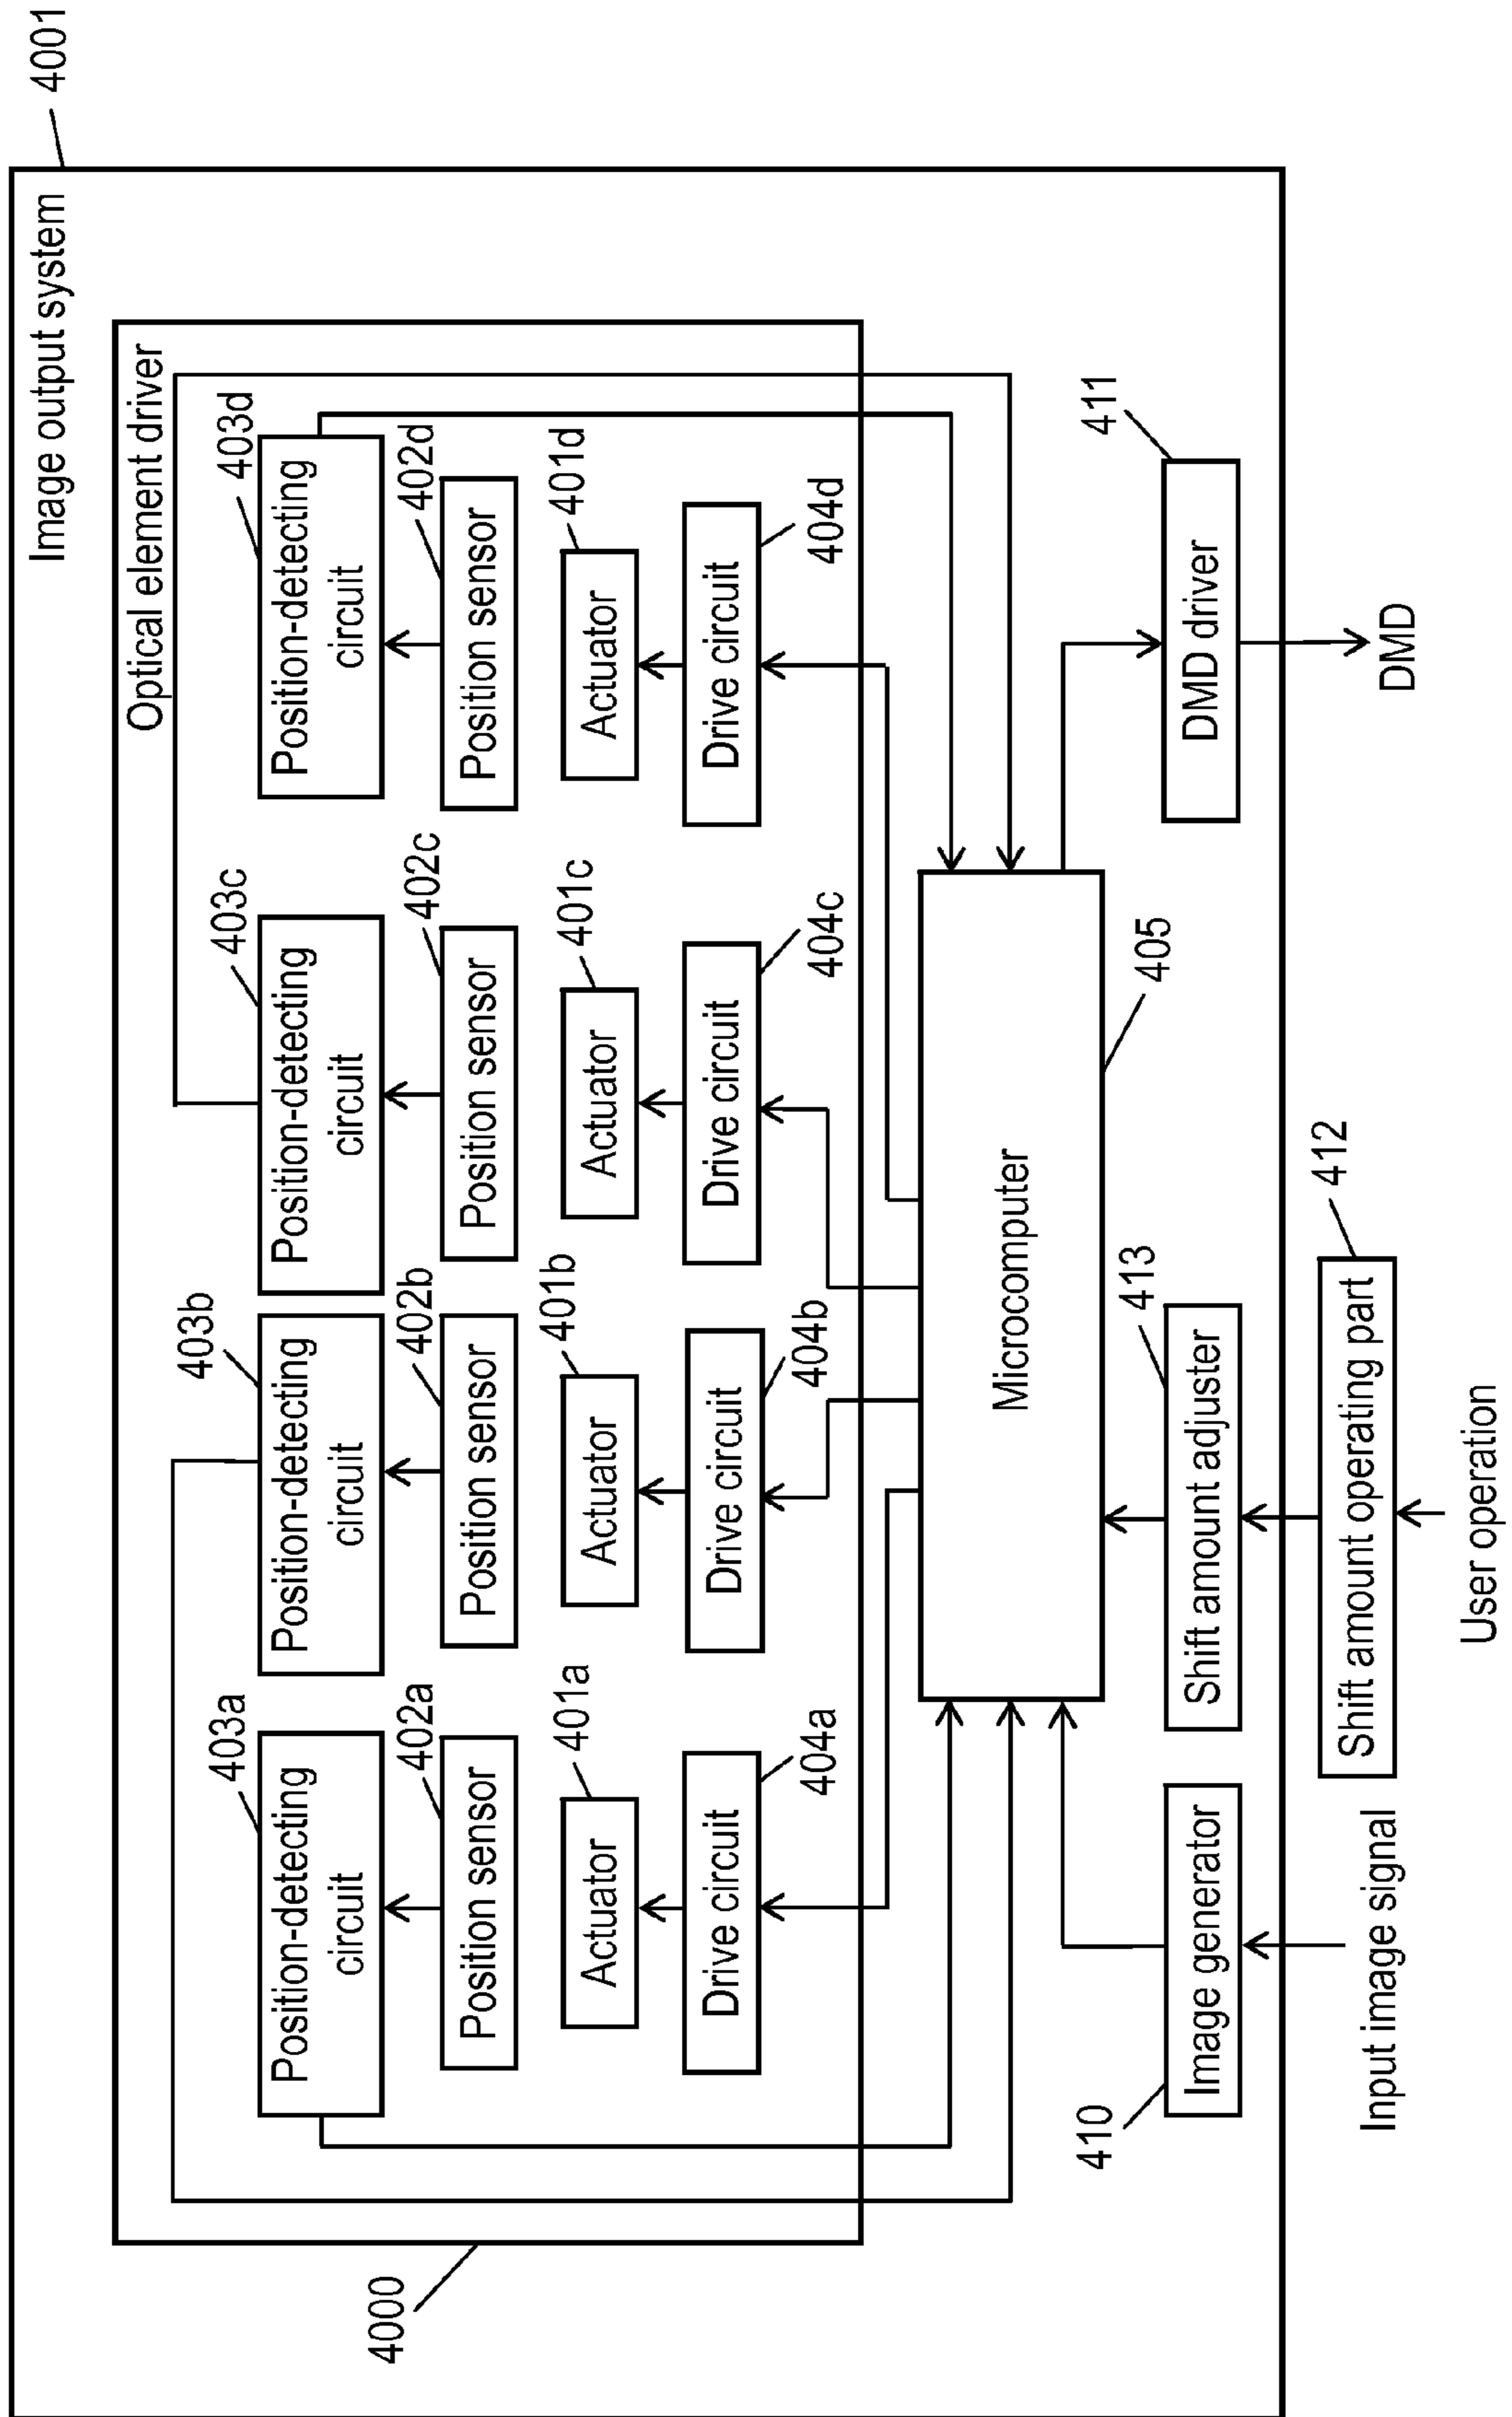 Image output system
4001
Optical element driver
4000
403a
Position-detecting
circuit
403b
Position-detecting
circuit
403c
Position-detecting
circuit
403d
Position-detecting
circuit
402a
Position sensor
402b
Position sensor
402c
Position sensor
402d
Position sensor
401a
Actuator
401b
Actuator
401c
Actuator
401d
Actuator
404a
Drive circuit
404b
Drive circuit
404c
Drive circuit
404d
Drive circuit
Microcomputer
405
410
Image generator
413
Shift amount adjuster
411
DMD driver
412
Shift amount operating part
Input image signal
User operation
DMD